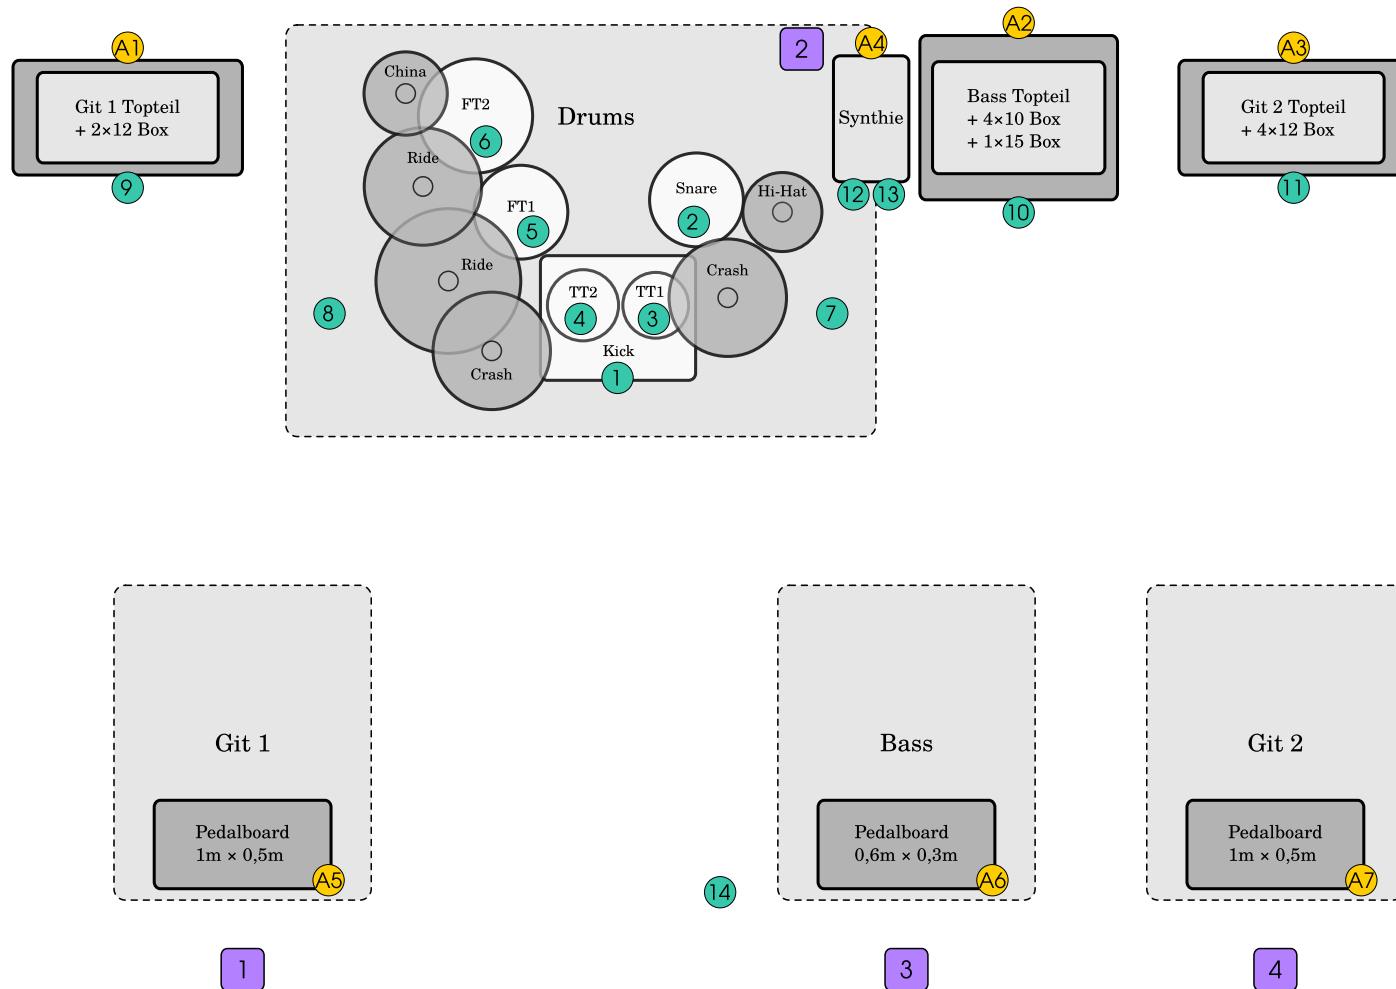 A1
Git 1 Topteil
+ 2×12 Box
9
Drums
2
China
FT2
6
Ride
FT1
5
Ride
Crash
Snare
2
Hi-Hat
Crash
TT2
4
TT1
3
Kick
1
8
7
A4
Synthie
12
13
A2
Bass Topteil
+ 4×10 Box
+ 1×15 Box
10
A3
Git 2 Topteil
+ 4×12 Box
11
Git 1
Pedalboard
1m × 0,5m
A5
1
14
Bass
Pedalboard
0,6m × 0,3m
A6
3
Git 2
Pedalboard
1m × 0,5m
A7
4